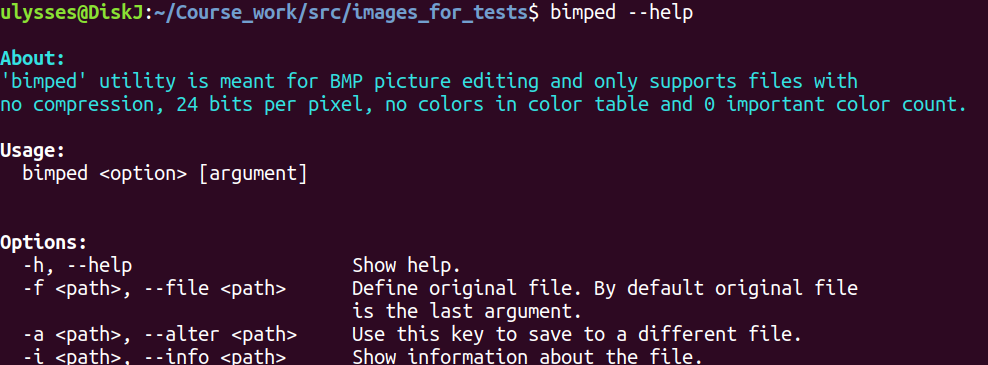 ulysses@DiskJ:~/Course_work/src/images_for_tests$ bimped --help
About:
'bimped' utility is meant for BMP picture editing and only supports files with
no compression, 24 bits per pixel, no colors in color table and 0 important color count.
Usage:
bimped <option> [argument]
Options:
-h, --help Show help.
-f <path>, --file <path> Define original file. By default original file
is the last argument.
-a <path>, --alter <path> Use this key to save to a different file.
-i <path>, --info <path> Show information about the file.